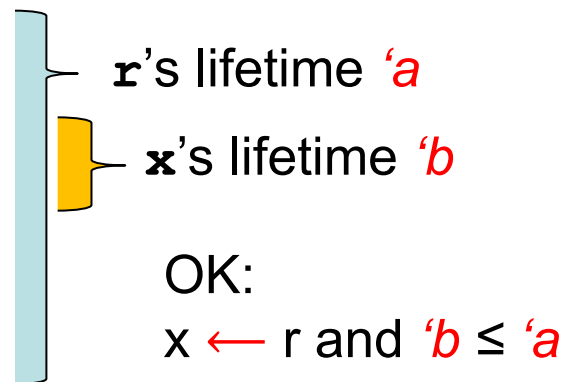 r’s lifetime ‘a
x’s lifetime ‘b
OK:
x ← r and ‘b ≤ ‘a